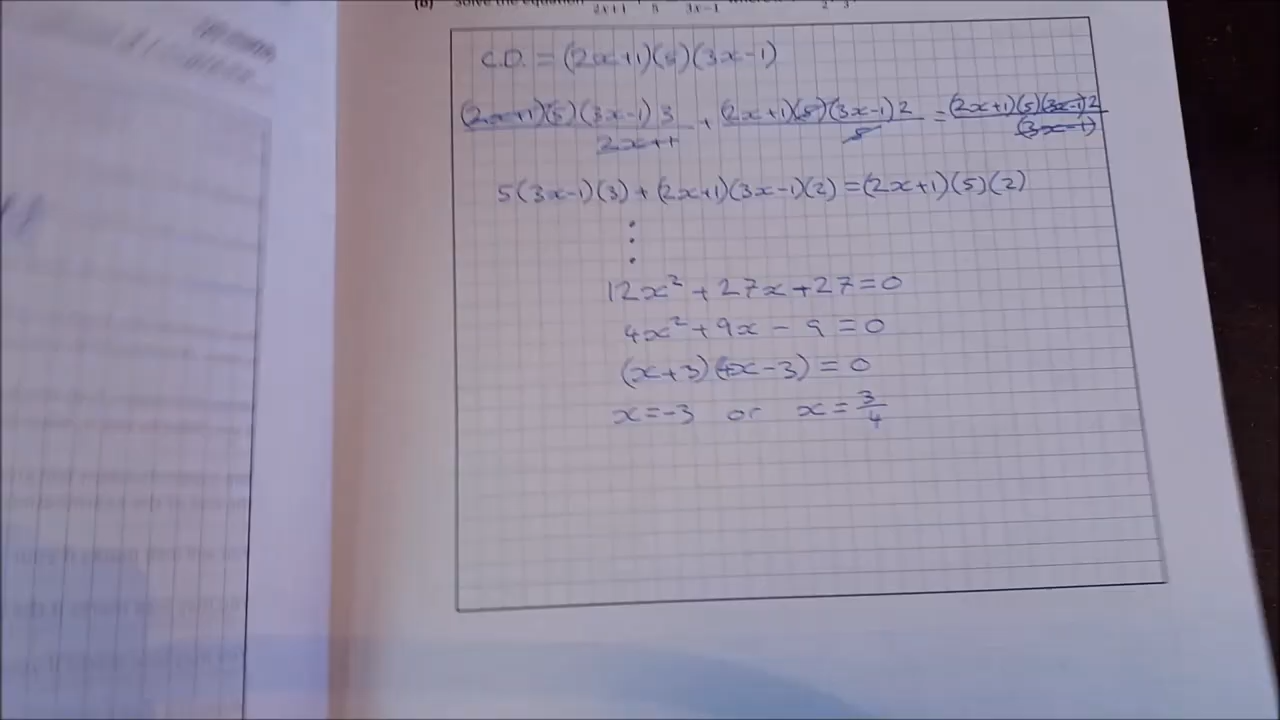 (b) Solve the equation
C.D. = (2x+1)(5)(3x-1)
(2x+1)(5)(3x-1)3/2x+1 + (2x+1)(5)(3x-1)2/5 = (2x+1)(5)(3x-1)2/(3x-1)
5(3x-1)(3) + (2x+1)(3x-1)(2) = (2x+1)(5)(2)
⋮
12x² + 27x + 27 = 0
4x² + 9x - 9 = 0
(x+3)(4x-3) = 0
x = -3 or x = 3/4